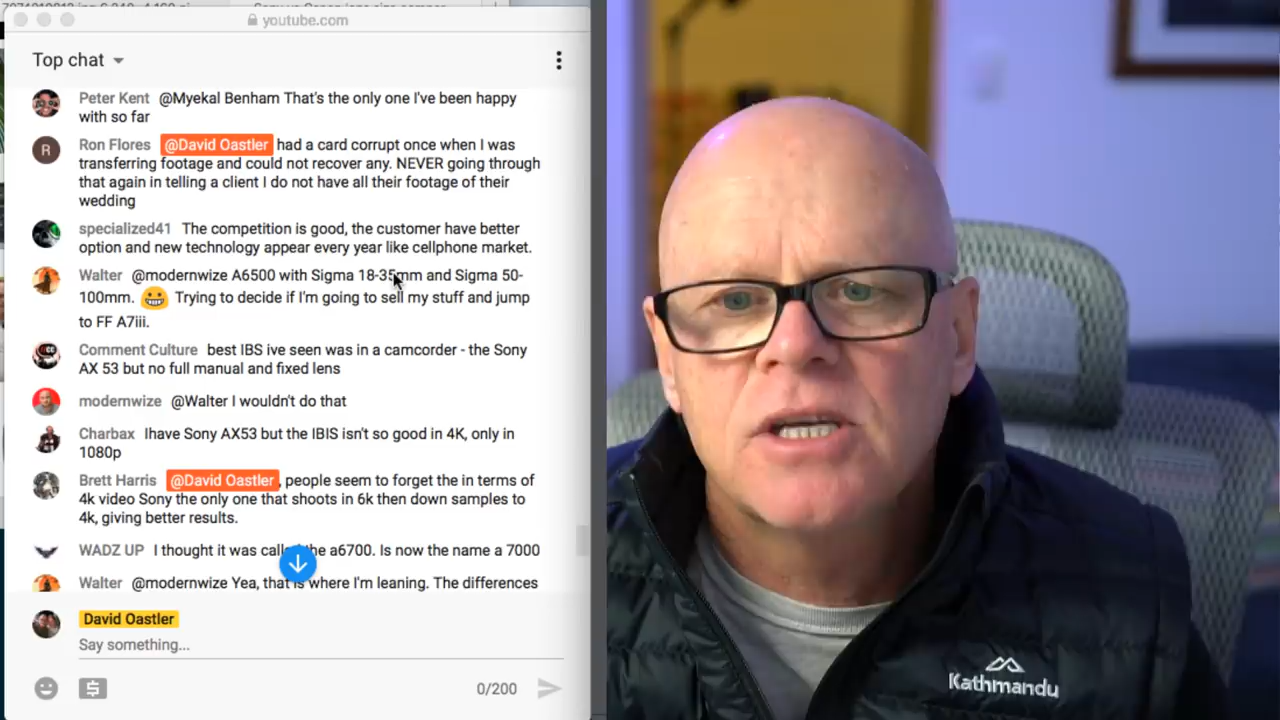 youtube.com
Top chat
Peter Kent @Myekal Benham That's the only one I've been happy
with so far
R
Ron Flores @David Oastler had a card corrupt once when I was
transferring footage and could not recover any. NEVER going through
that again in telling a client I do not have all their footage of their
wedding
specialized41 The competition is good, the customer have better
option and new technology appear every year like cellphone market.
Walter @modernwize A6500 with Sigma 18-35mm and Sigma 50-
100mm. 😀 Trying to decide if I'm going to sell my stuff and jump
to FF A7iii.
Comment Culture best IBS ive seen was in a camcorder - the Sony
AX 53 but no full manual and fixed lens
modernwize @Walter I wouldn't do that
Charbax Ihave Sony AX53 but the IBIS isn't so good in 4K, only in
1080p
Brett Harris @David Oastler, people seem to forget the in terms of
4k video Sony the only one that shoots in 6k then down samples to
4k, giving better results.
WADZ UP I thought it was called the a6700. Is now the name a 7000
Walter @modernwize Yea, that is where I'm leaning. The differences
David Oastler
Say something...
0/200
Kathmandu